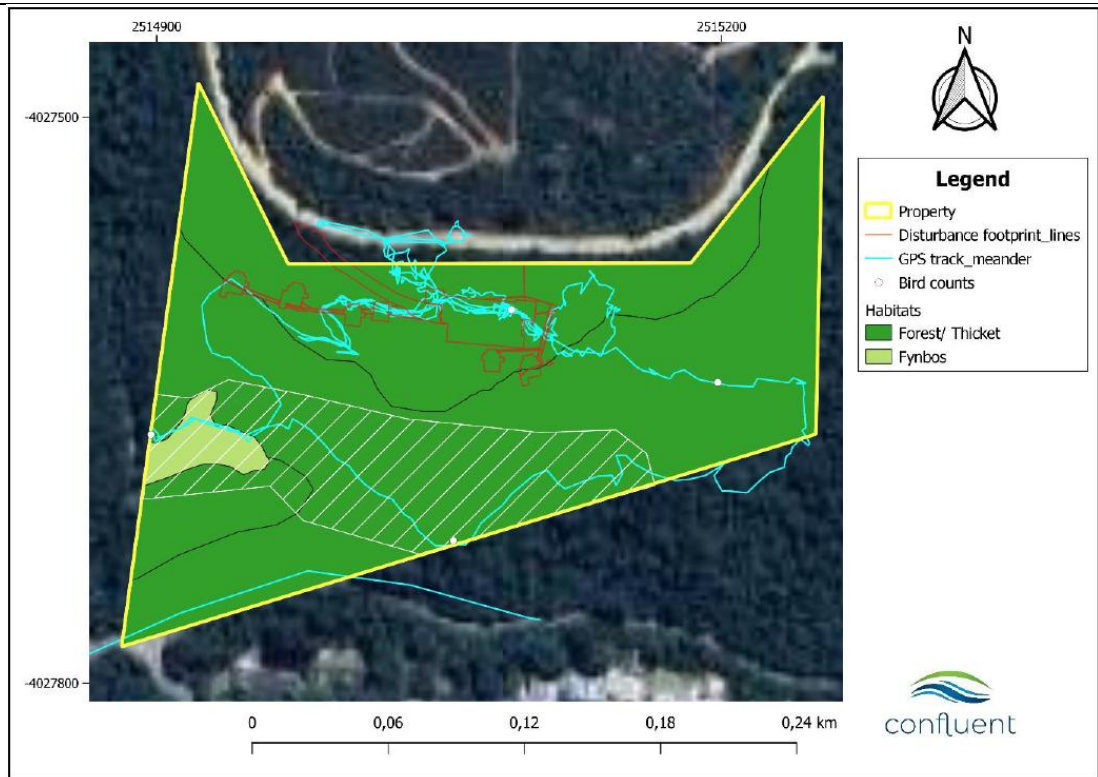 2514900
2515200
-4027500
-4027800
N
Legend
Property
Disturbance footprint_lines
GPS track_meander
Bird counts
Habitats
Forest/ Thicket
Fynbos
0 0,06 0,12 0,18 0,24 km
confluent